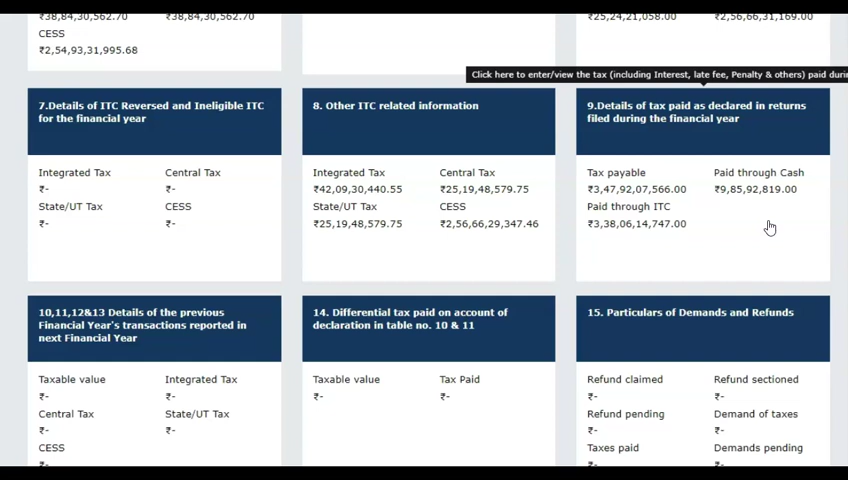 ₹38,84,30,562.70 ₹38,84,30,562.70
CESS
₹2,54,93,31,995.68
₹25,24,21,058.00 ₹2,56,66,31,169.00
Click here to enter/view the tax (including Interest, late fee, Penalty & others) paid duri
7.Details of ITC Reversed and Ineligible ITC
for the financial year
Integrated Tax Central Tax
₹- ₹-
State/UT Tax CESS
₹- ₹-
8. Other ITC related information
Integrated Tax Central Tax
₹42,09,30,440.55 ₹25,19,48,579.75
State/UT Tax CESS
₹25,19,48,579.75 ₹2,56,66,29,347.46
9.Details of tax paid as declared in returns
filed during the financial year
Tax payable Paid through Cash
₹3,47,92,07,566.00 ₹9,85,92,819.00
Paid through ITC
₹3,38,06,14,747.00
10,11,12&13 Details of the previous
Financial Year's transactions reported in
next Financial Year
Taxable value Integrated Tax
₹- ₹-
Central Tax State/UT Tax
₹- ₹-
CESS
₹-
14. Differential tax paid on account of
declaration in table no. 10 & 11
Taxable value Tax Paid
₹- ₹-
15. Particulars of Demands and Refunds
Refund claimed Refund sectioned
₹- ₹-
Refund pending Demand of taxes
₹- ₹-
Taxes paid Demands pending
₹- ₹-